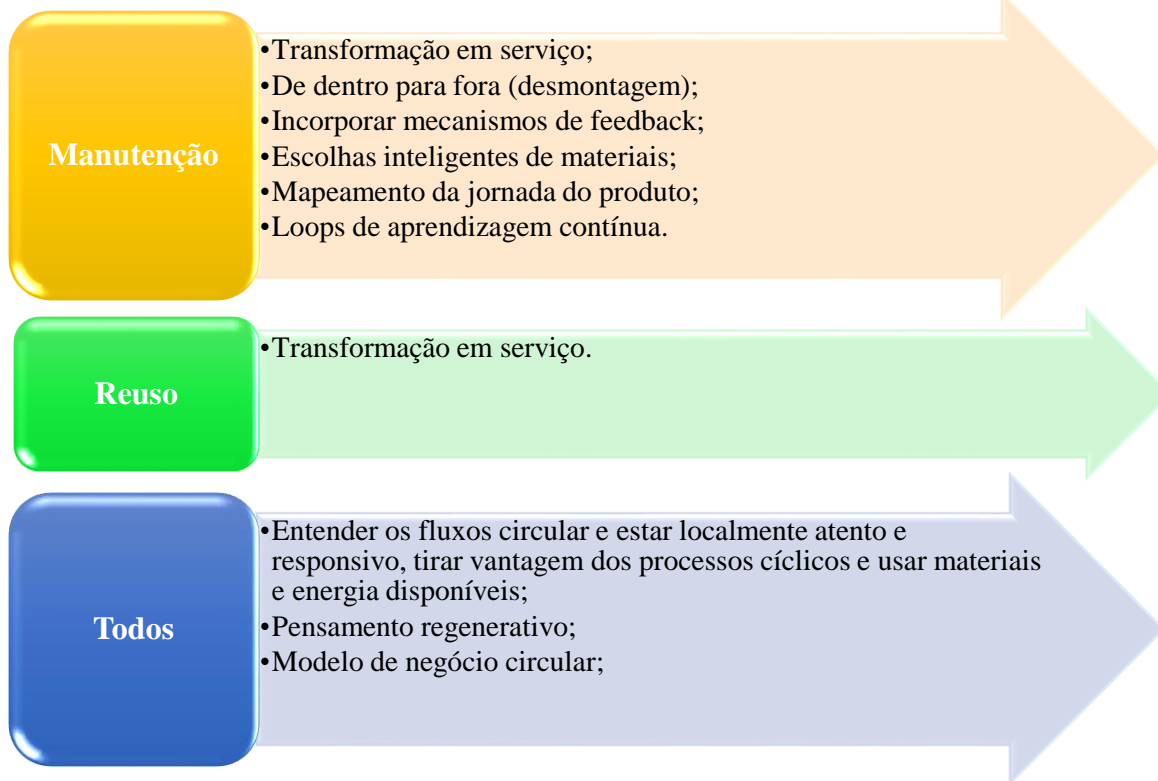 Manutenção
•Transformação em serviço;
•De dentro para fora (desmontagem);
•Incorporar mecanismos de feedback;
•Escolhas inteligentes de materiais;
•Mapeamento da jornada do produto;
•Loops de aprendizagem contínua.
Reuso
•Transformação em serviço.
Todos
•Entender os fluxos circular e estar localmente atento e
responsivo, tirar vantagem dos processos cíclicos e usar materiais
e energia disponíveis;
•Pensamento regenerativo;
•Modelo de negócio circular;